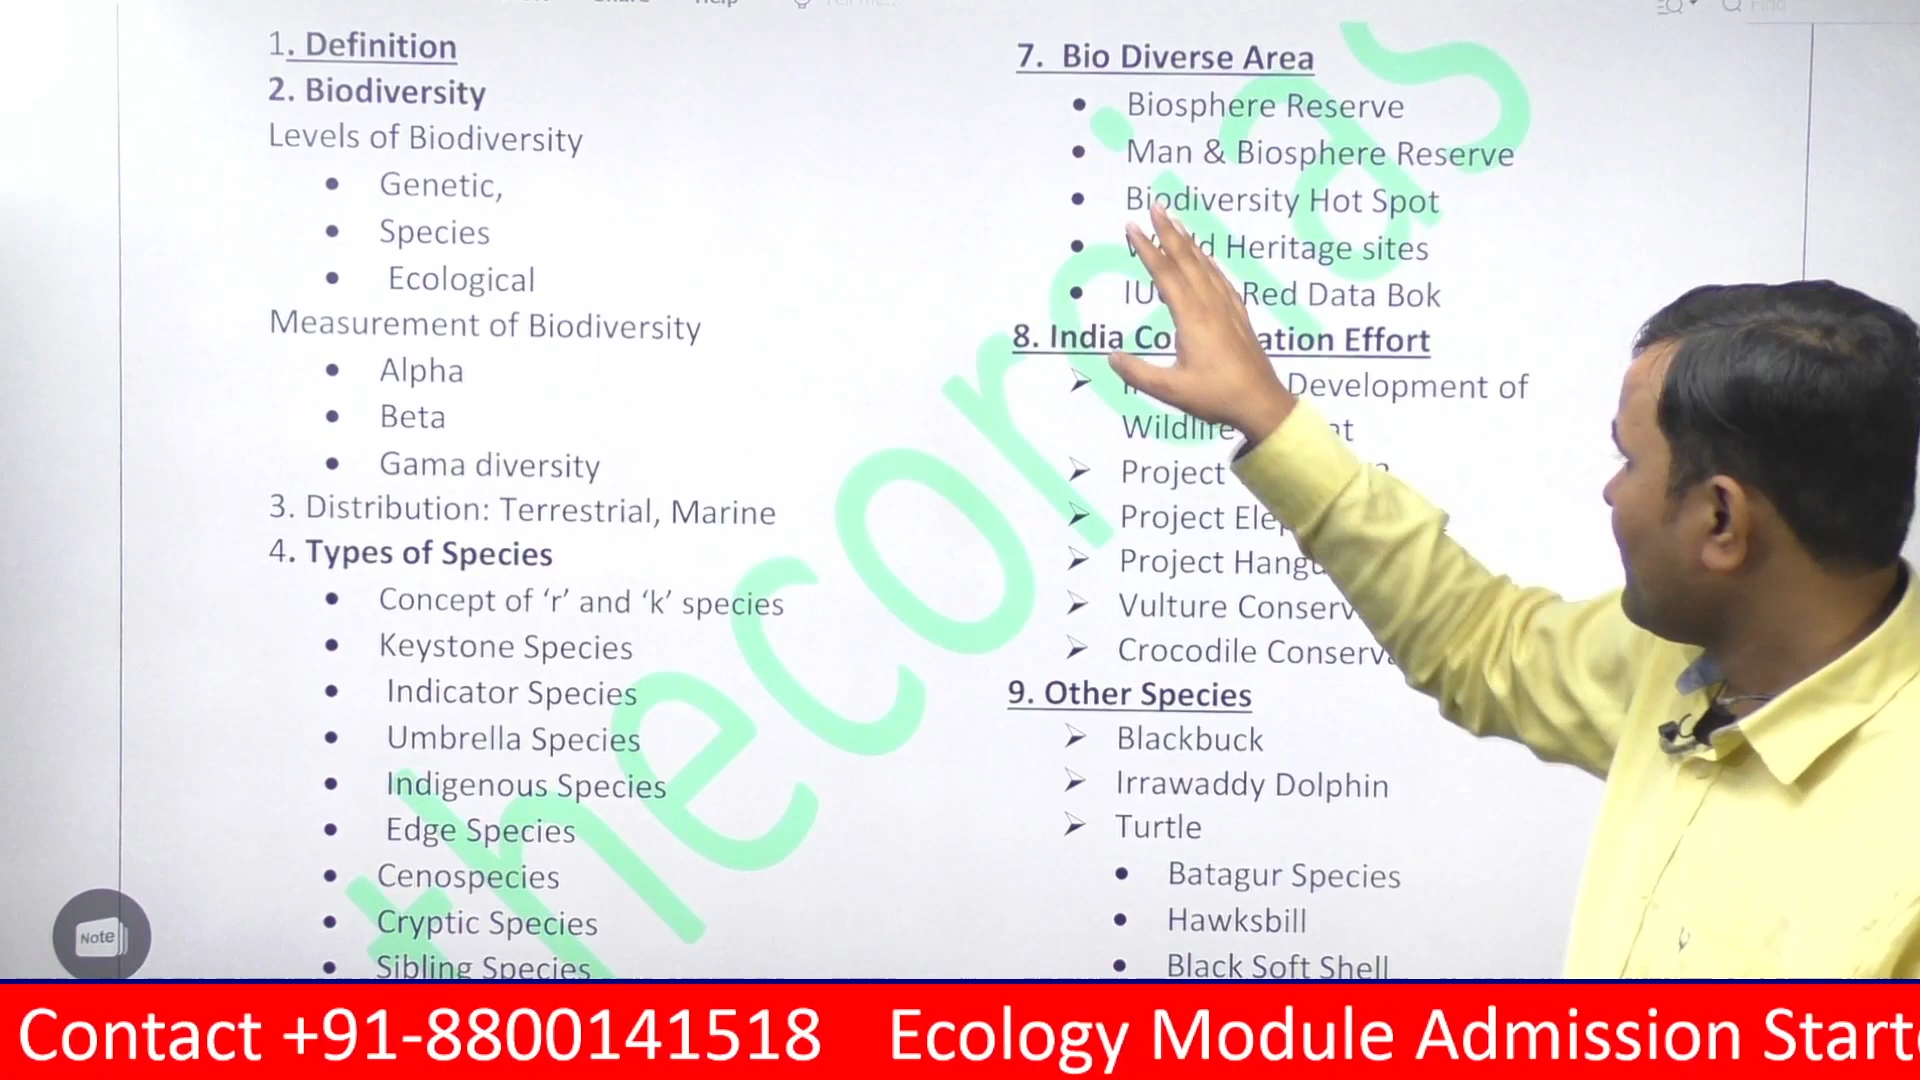 1. Definition
2. Biodiversity
Levels of Biodiversity
• Genetic,
• Species
• Ecological
Measurement of Biodiversity
• Alpha
• Beta
• Gama diversity
3. Distribution: Terrestrial, Marine
4. Types of Species
• Concept of ‘r’ and ‘k’ species
• Keystone Species
• Indicator Species
• Umbrella Species
• Indigenous Species
• Edge Species
• Cenospecies
• Cryptic Species
• Sibling Species
7. Bio Diverse Area
• Biosphere Reserve
• Man & Biosphere Reserve
• Biodiversity Hot Spot
• Heritage sites
• Red Data Bok
8. India Effort
Development of
➢ Project
➢ Project
➢ Project
➢ Vulture
➢ Crocodile
9. Other Species
➢ Blackbuck
➢ Irrawaddy Dolphin
➢ Turtle
• Batagur Species
• Hawksbill
• Black Soft Shell
theconias
Note
Contact +91-8800141518 Ecology Module Admission